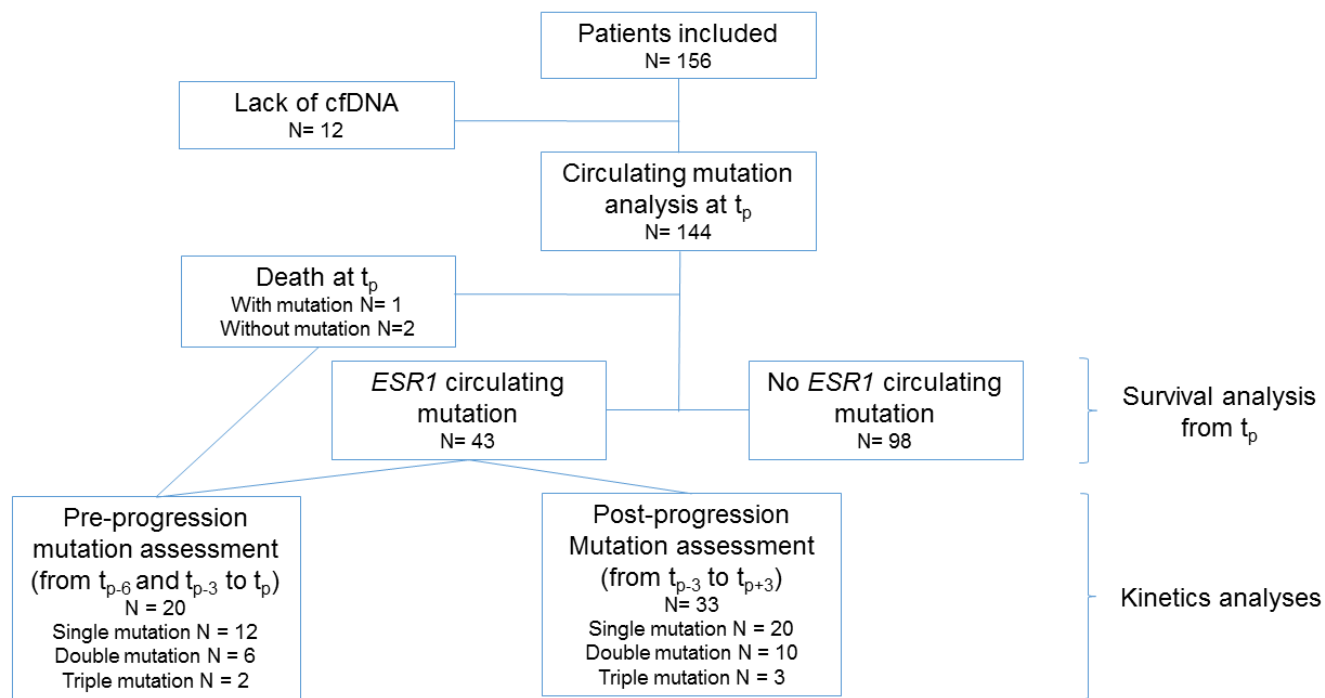 Patients included
N= 156
Lack of cfDNA
N= 12
Circulating mutation
analysis at tp
N= 144
Death at tp
With mutation N= 1
Without mutation N=2
ESR1 circulating
mutation
N= 43
No ESR1 circulating
mutation
N= 98
Survival analysis
from tp
Pre-progression
mutation assessment
(from tp-6 and tp-3 to tp)
N = 20
Single mutation N = 12
Double mutation N = 6
Triple mutation N = 2
Post-progression
Mutation assessment
(from tp-3 to tp+3)
N= 33
Single mutation N = 20
Double mutation N = 10
Triple mutation N = 3
Kinetics analyses